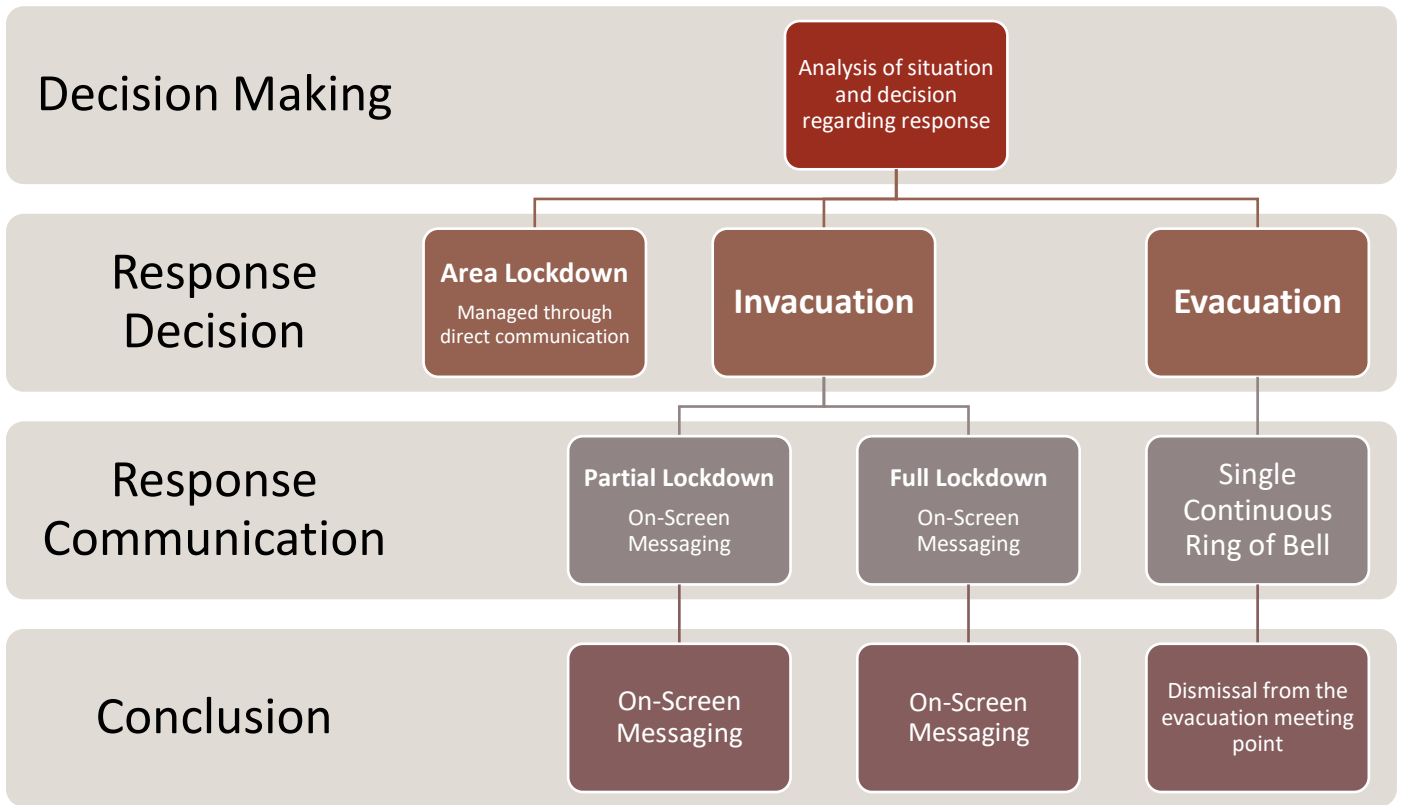 Decision Making
Analysis of situation
and decision
regarding response
Response
Decision
Area Lockdown
Managed through
direct communication
Invacuation
Evacuation
Response
Communication
Partial Lockdown
On-Screen
Messaging
Full Lockdown
On-Screen
Messaging
Single
Continuous
Ring of Bell
Conclusion
On-Screen
Messaging
On-Screen
Messaging
Dismissal from the
evacuation meeting
point